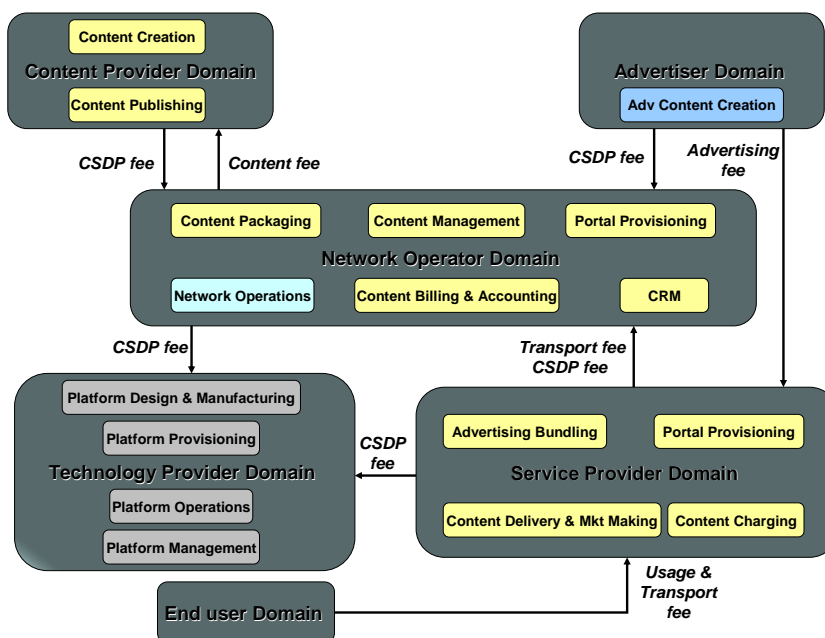 Content Creation
Content Provider Domain
Content Publishing
Advertiser Domain
Adv Content Creation
CSDP fee
Content fee
CSDP fee
Advertising
fee
Content Packaging
Content Management
Portal Provisioning
Network Operator Domain
Network Operations
Content Billing & Accounting
CRM
CSDP fee
Transport fee
CSDP fee
Platform Design & Manufacturing
Platform Provisioning
Technology Provider Domain
Platform Operations
Platform Management
CSDP
fee
Advertising Bundling
Portal Provisioning
Service Provider Domain
Content Delivery & Mkt Making
Content Charging
Usage &
Transport
fee
End user Domain